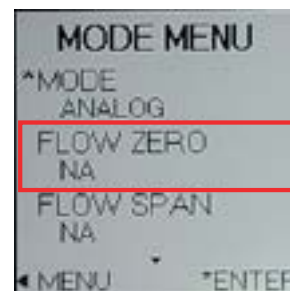 MODE MENU
*MODE
ANALOG
FLOW ZERO
NA
FLOW SPAN
NA
◄ MENU *ENTER